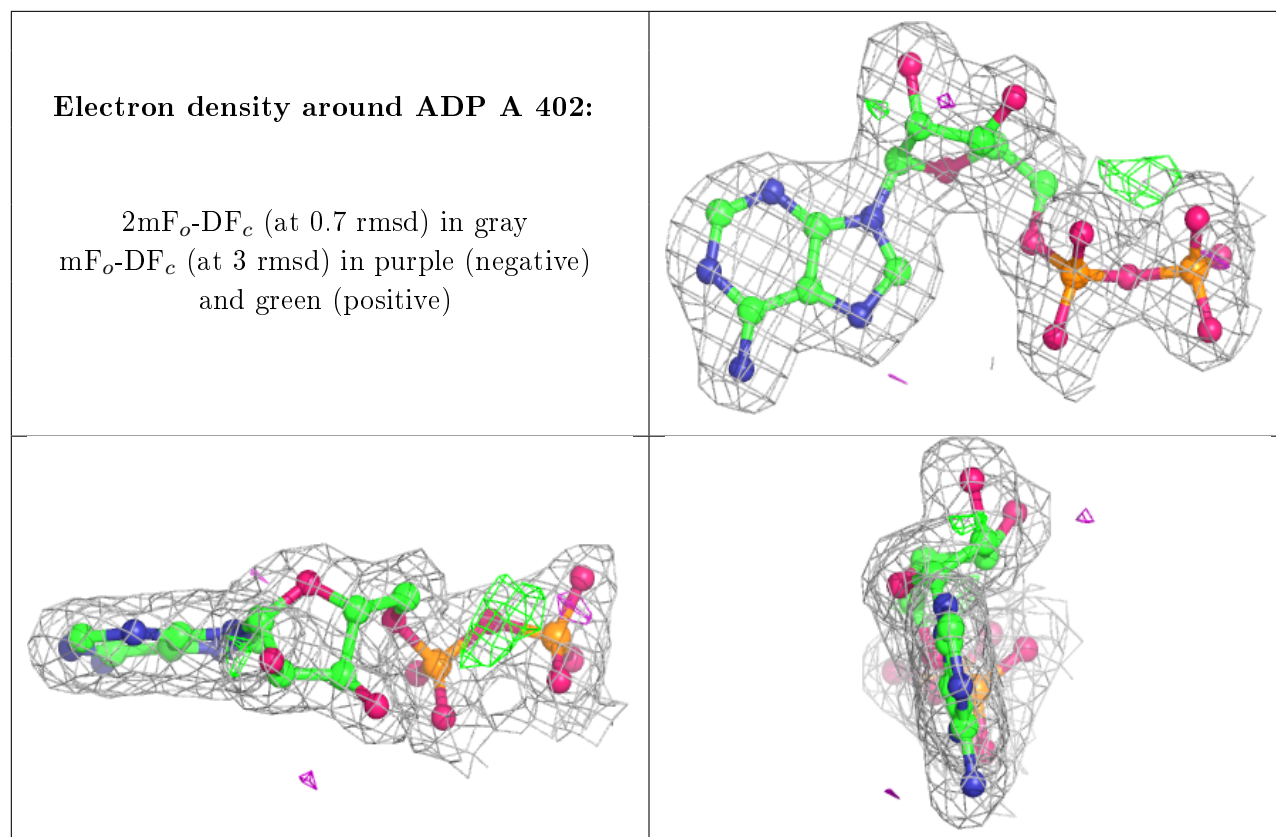 Electron density around ADP A 402:
2mFₒ-DF𝒸 (at 0.7 rmsd) in gray
mFₒ-DF𝒸 (at 3 rmsd) in purple (negative)
and green (positive)